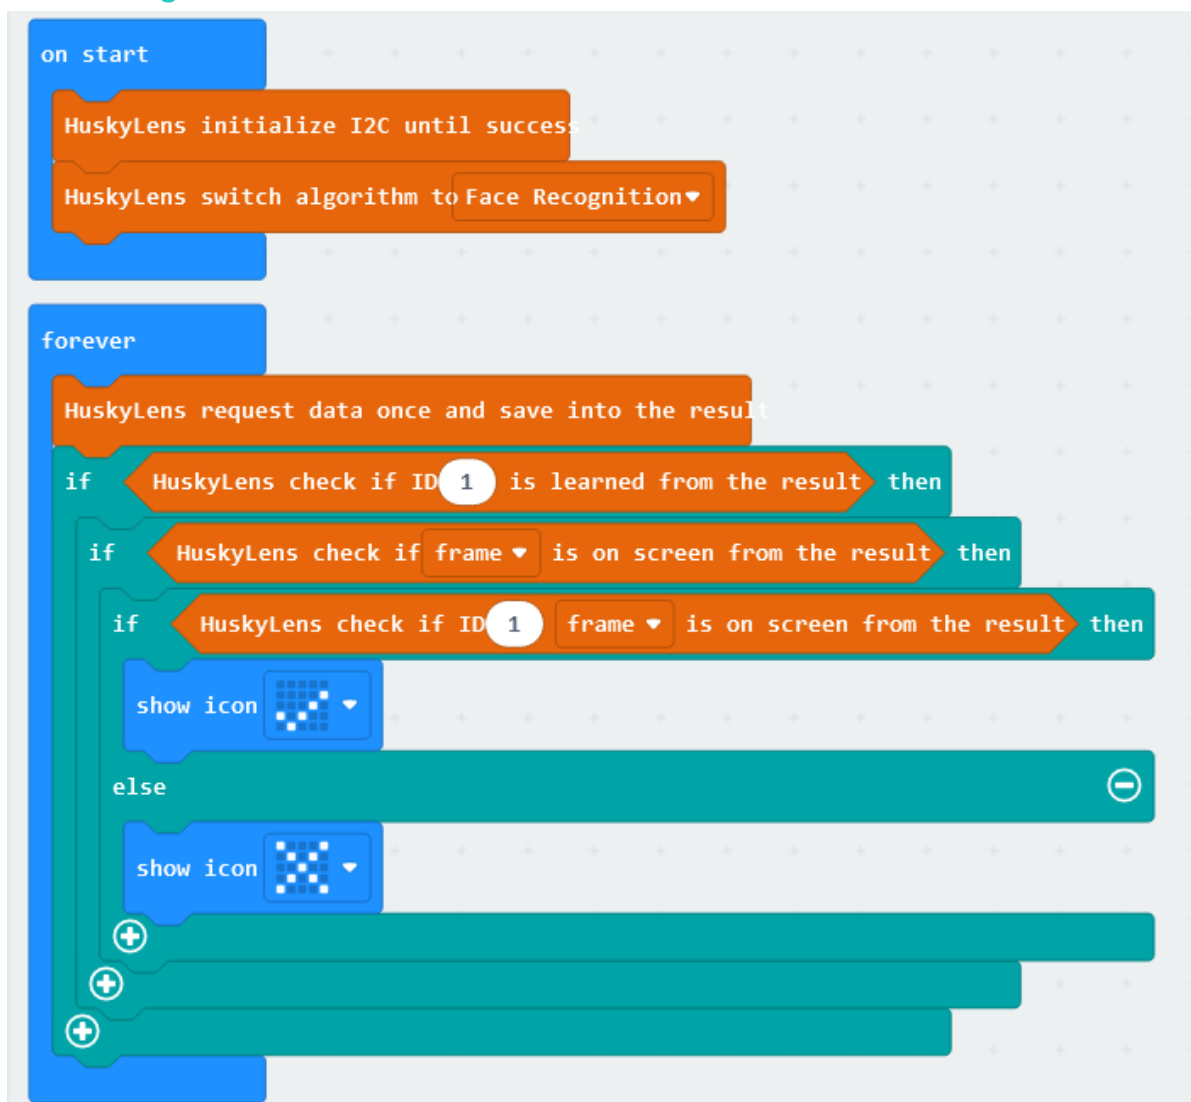 on start
HuskyLens initialize I2C until success
HuskyLens switch algorithm to Face Recognition
forever
HuskyLens request data once and save into the result
if HuskyLens check if ID 1 is learned from the result then
if HuskyLens check if frame is on screen from the result then
if HuskyLens check if ID 1 frame is on screen from the result then
show icon
else
show icon